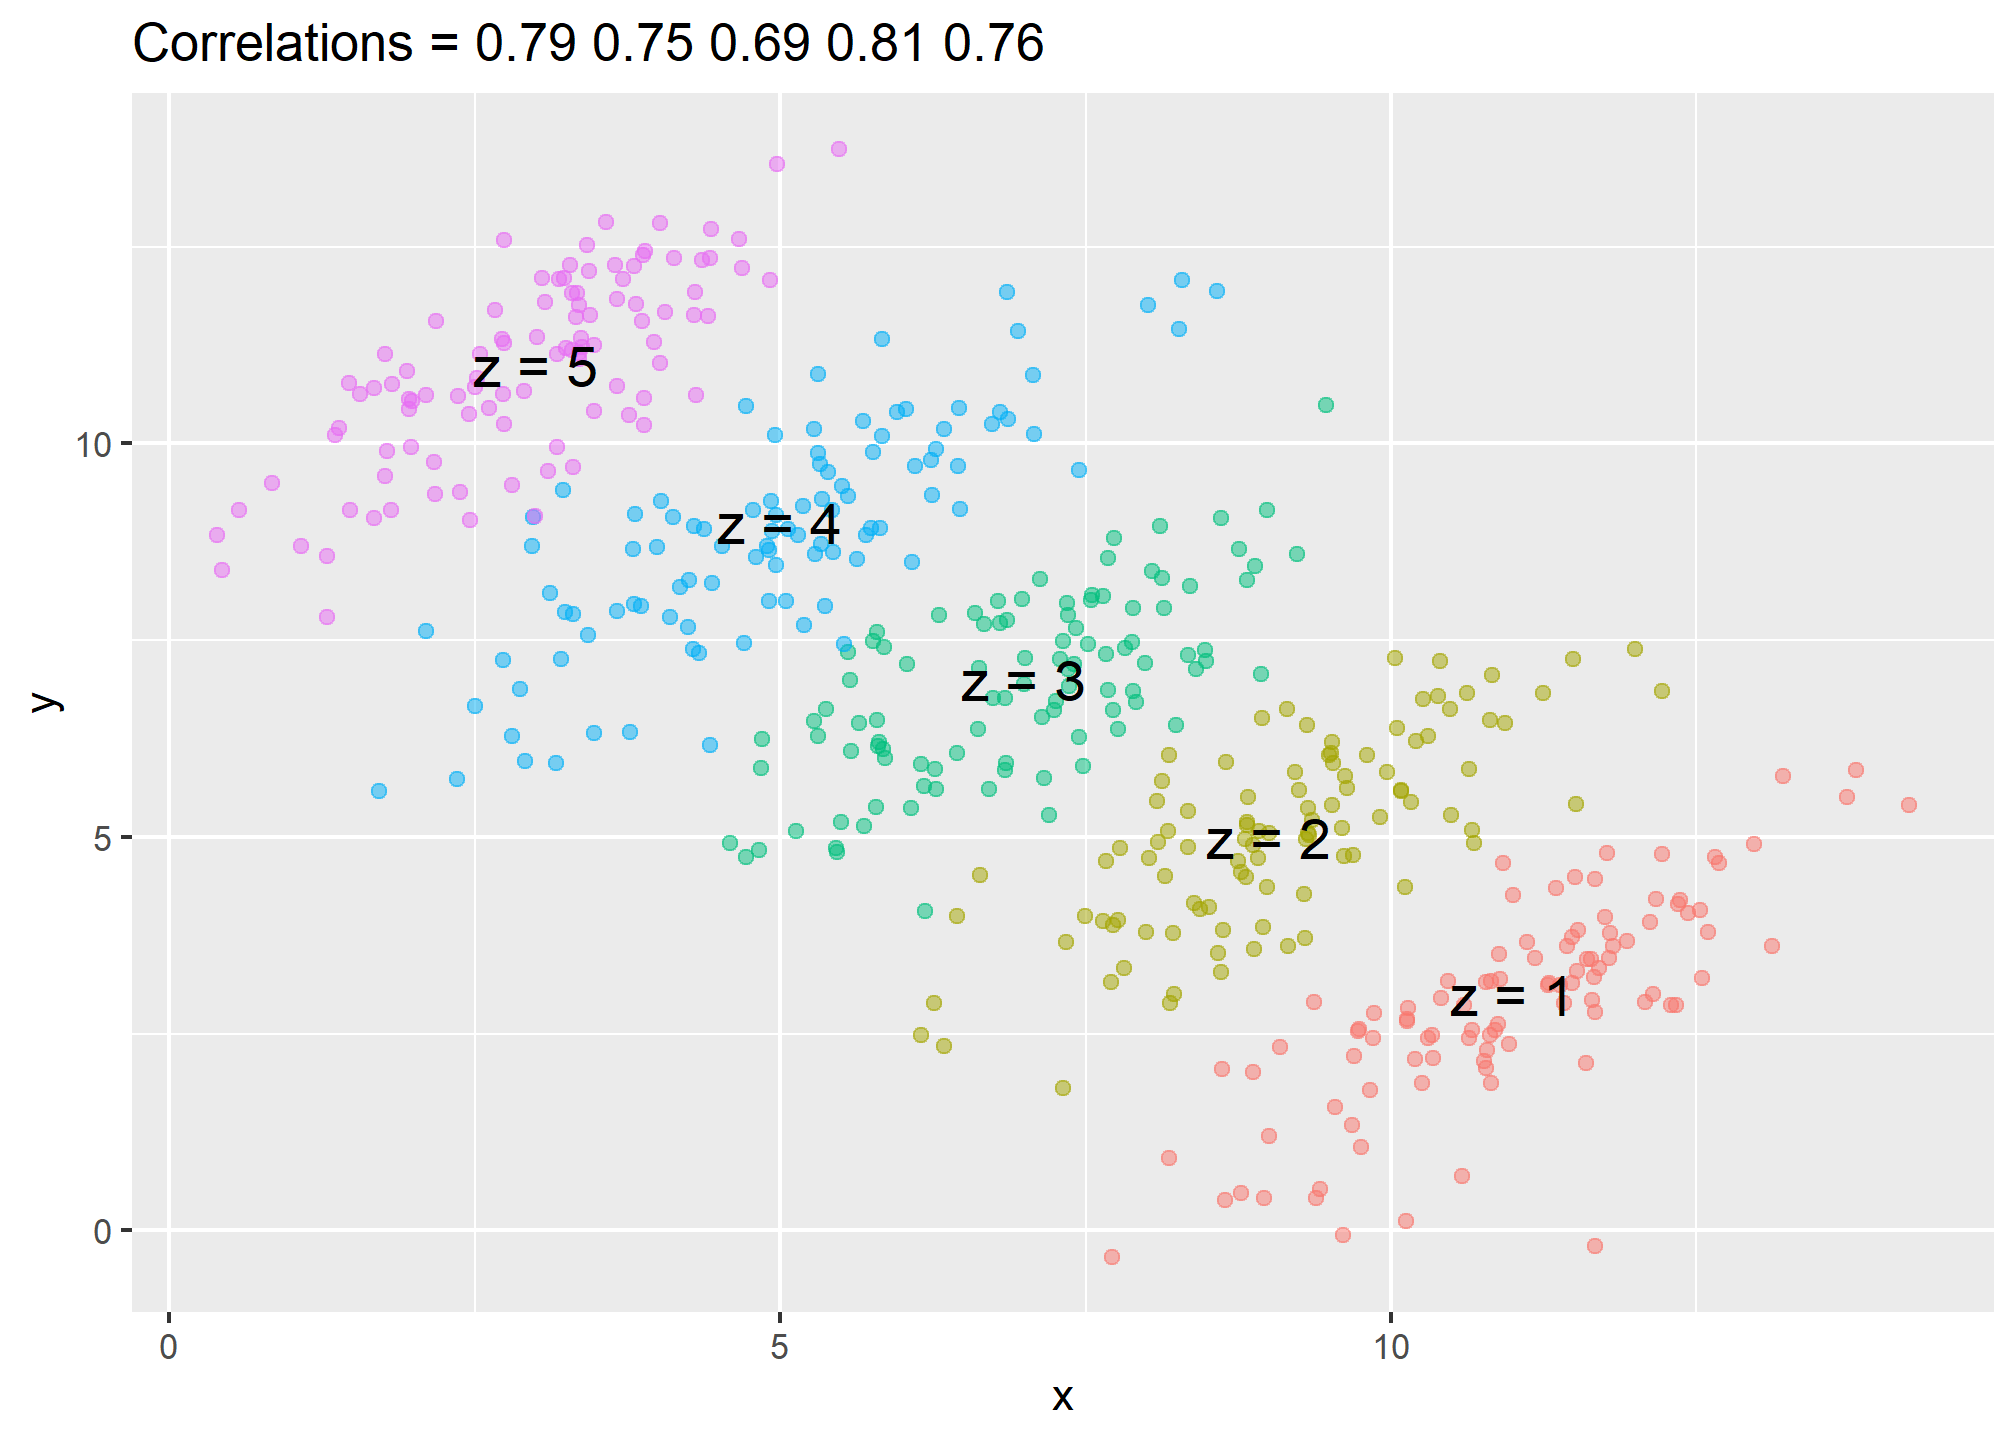 Correlations = 0.79 0.75 0.69 0.81 0.76
z = 5
z = 4
z = 3
z = 2
z = 1
10
5
0
y
0 5 10
x